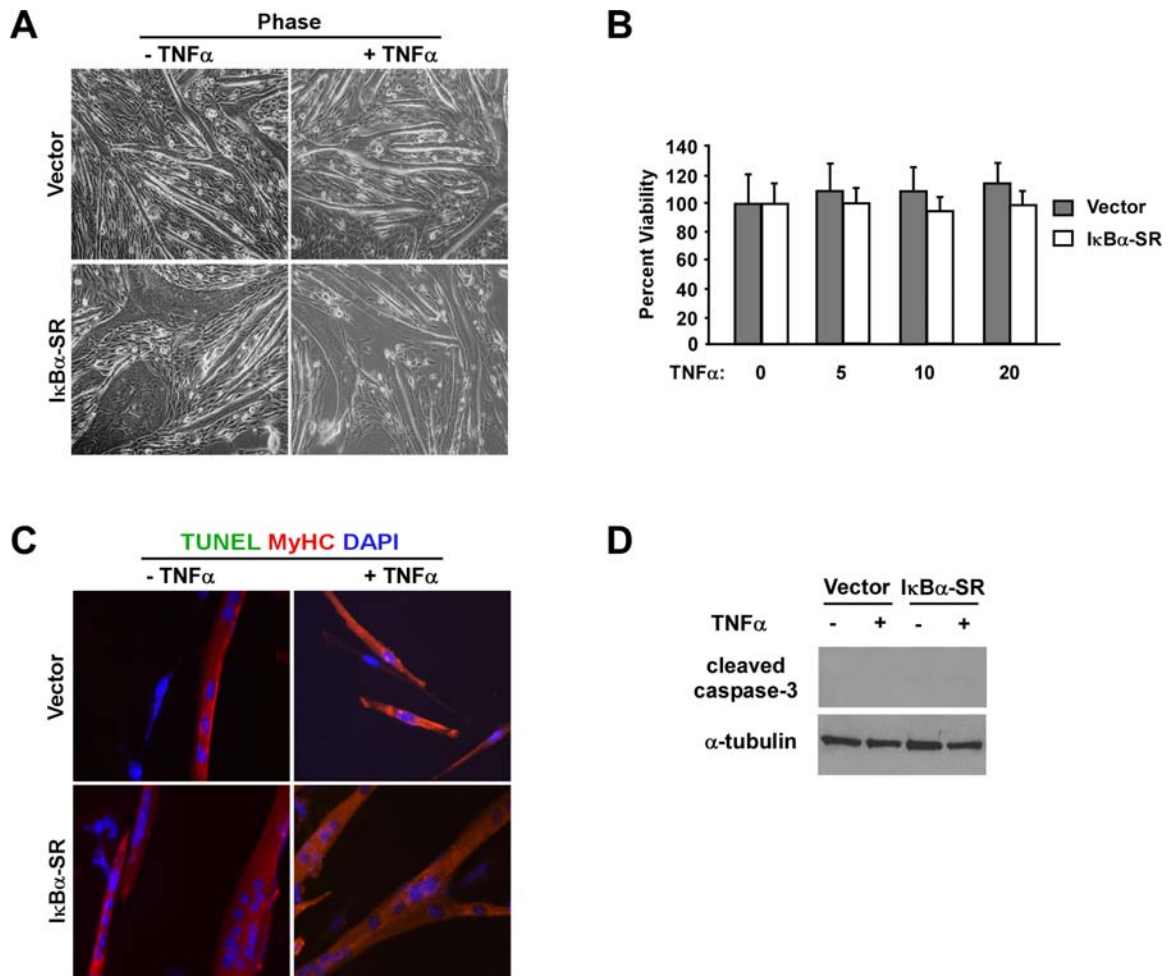 A
Phase
- TNFα + TNFα
Vector
IκBα-SR
B
140
120
100
80
60
40
20
0
Percent Viability
TNFα: 0 5 10 20
Vector
IκBα-SR
C
TUNEL MyHC DAPI
- TNFα + TNFα
Vector
IκBα-SR
D
Vector IκBα-SR
TNFα - + - +
cleaved
caspase-3
α-tubulin